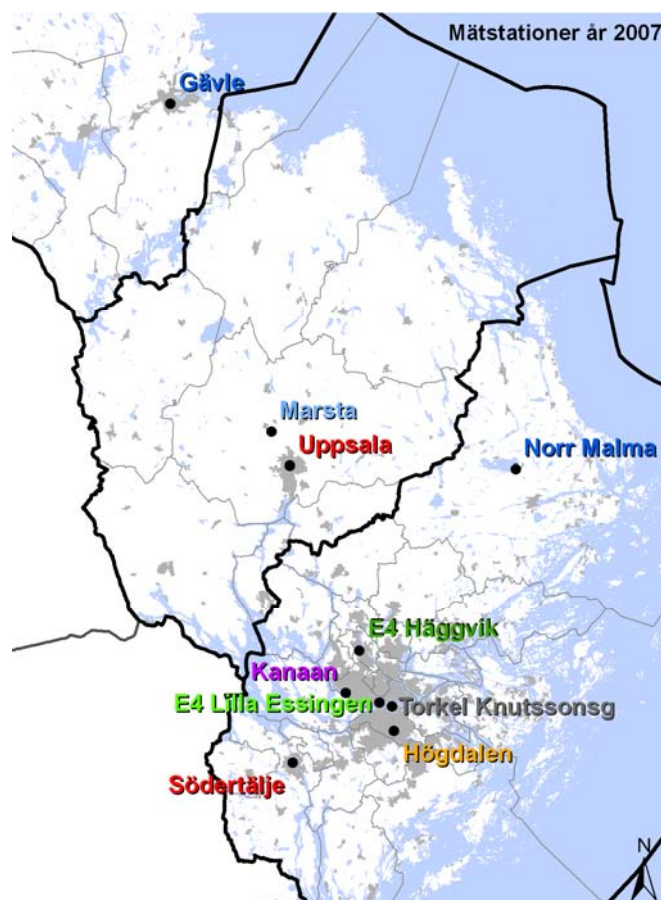 Mätstationer år 2007
Gävle
Marsta
Uppsala
Norr Malma
E4 Häggvik
Kanaan
E4 Lilla Essingen
Torkel Knutssonsg
Högdalen
Södertälje
N